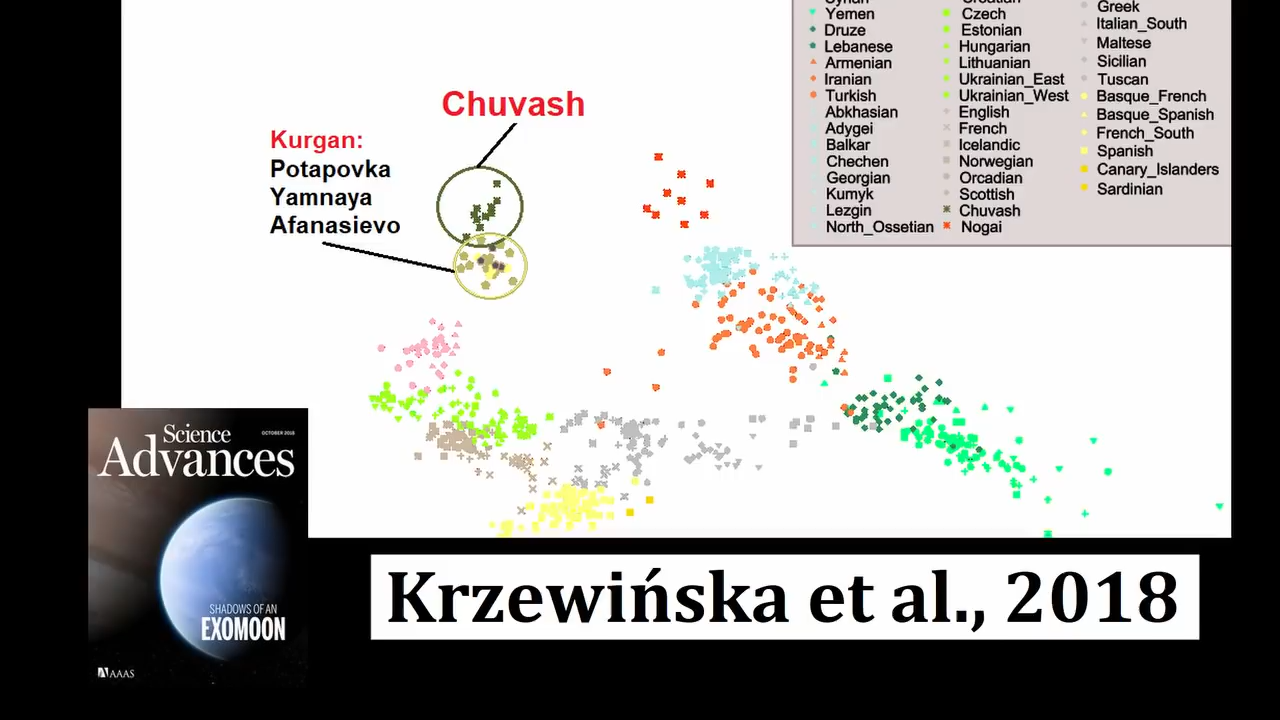 Yemen
Druze
Lebanese
Armenian
Iranian
Turkish
Abkhasian
Adygei
Balkar
Chechen
Georgian
Kumyk
Lezgin
North_Ossetian
Czech
Estonian
Hungarian
Lithuanian
Ukrainian_East
Ukrainian_West
English
French
Icelandic
Norwegian
Orcadian
Scottish
Chuvash
Nogai
Greek
Italian_South
Maltese
Sicilian
Tuscan
Basque_French
Basque_Spanish
French_South
Spanish
Canary_Islanders
Sardinian
Chuvash
Kurgan:
Potapovka
Yamnaya
Afanasievo
Science
OCTOBER 2018
Advances
SHADOWS OF AN
EXOMOON
AAAS
Krzewińska et al., 2018